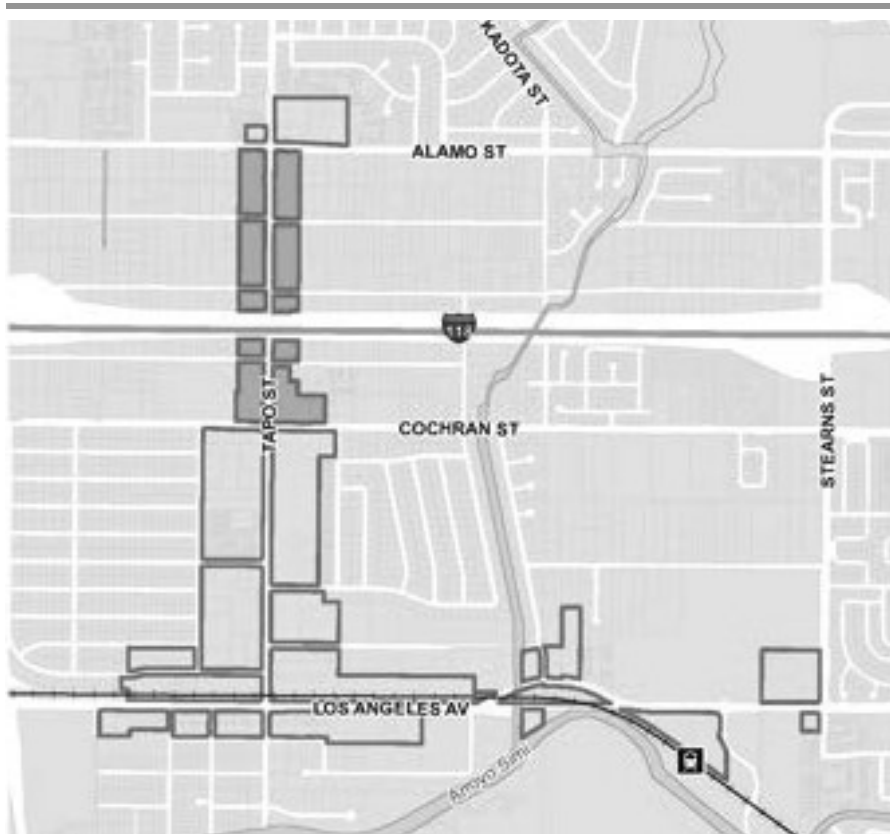 KADOTA ST
ALAMO ST
118
TAPO ST
COCHRAN ST
STEARNS ST
LOS ANGELES AV
Arroyo Simi